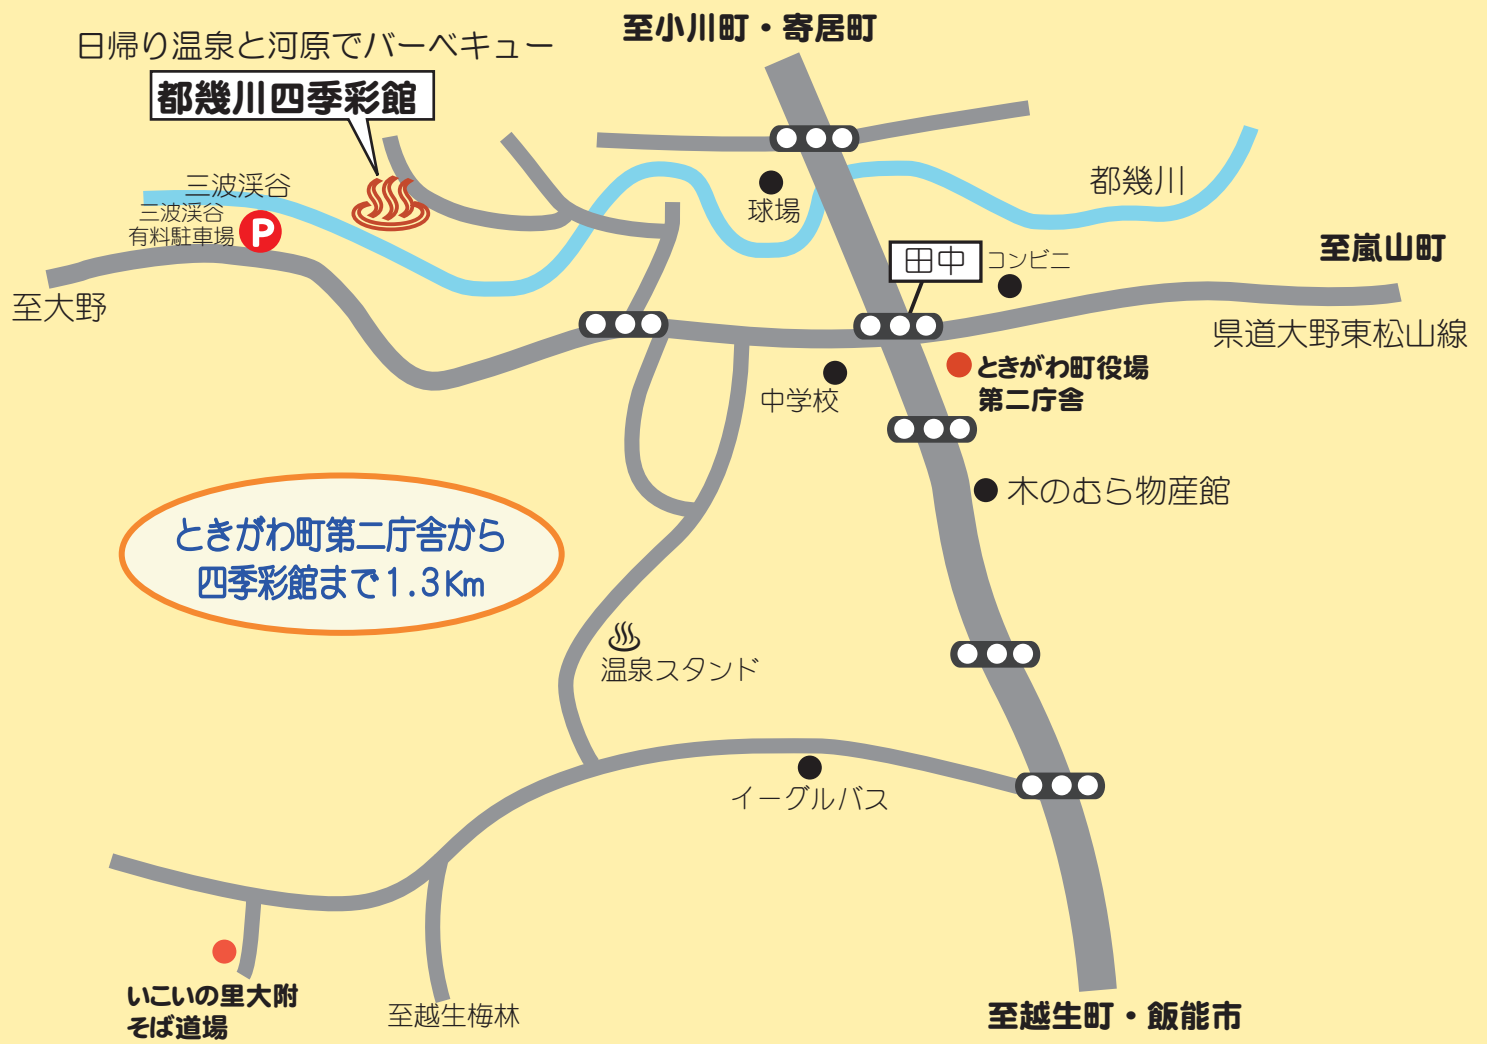 至小川町・寄居町
日帰り温泉と河原でバーベキュー
都幾川四季彩館
三波渓谷
三波渓谷
有料駐車場
P
至大野
球場
都幾川
田中
コンビニ
至嵐山町
県道大野東松山線
ときがわ町役場
第二庁舎
中学校
木のむら物産館
ときがわ町第二庁舎から
四季彩館まで1.3Km
温泉スタンド
イーグルバス
いこいの里大附
そば道場
至越生梅林
至越生町・飯能市